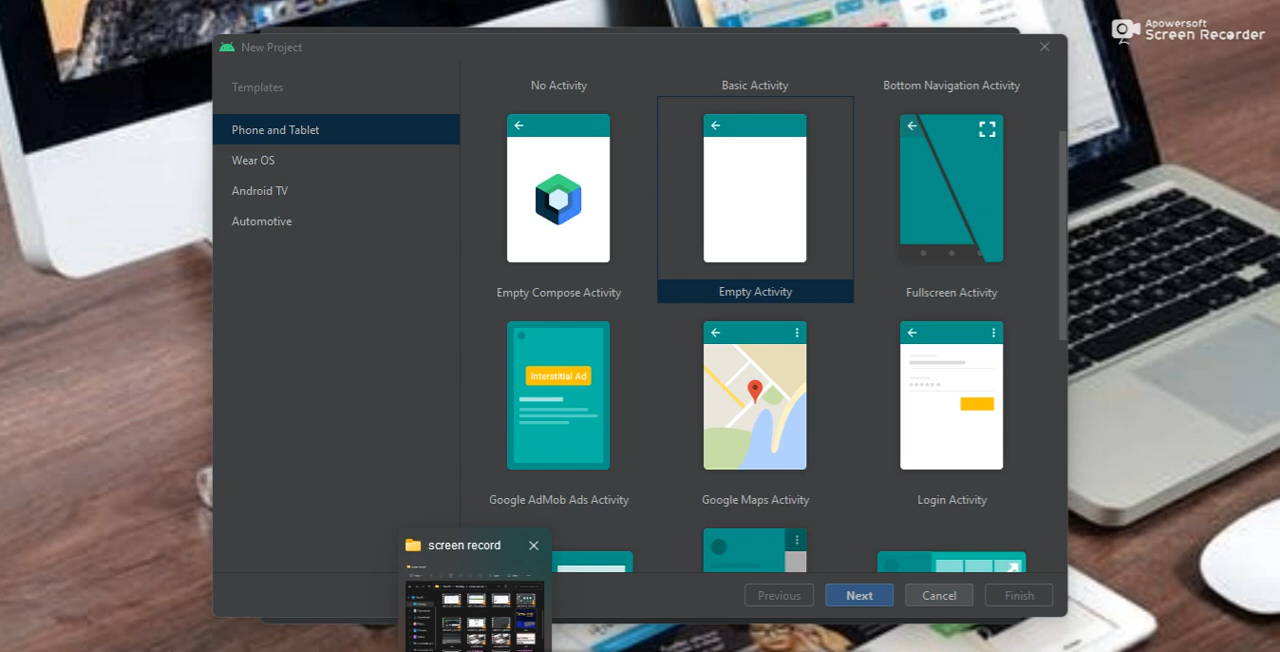 Apowersoft
Screen Recorder
New Project
Templates
Phone and Tablet
Wear OS
Android TV
Automotive
No Activity
Basic Activity
Bottom Navigation Activity
Empty Compose Activity
Empty Activity
Fullscreen Activity
Interstitial Ad
Google AdMob Ads Activity
Google Maps Activity
Login Activity
screen record
Previous
Next
Cancel
Finish